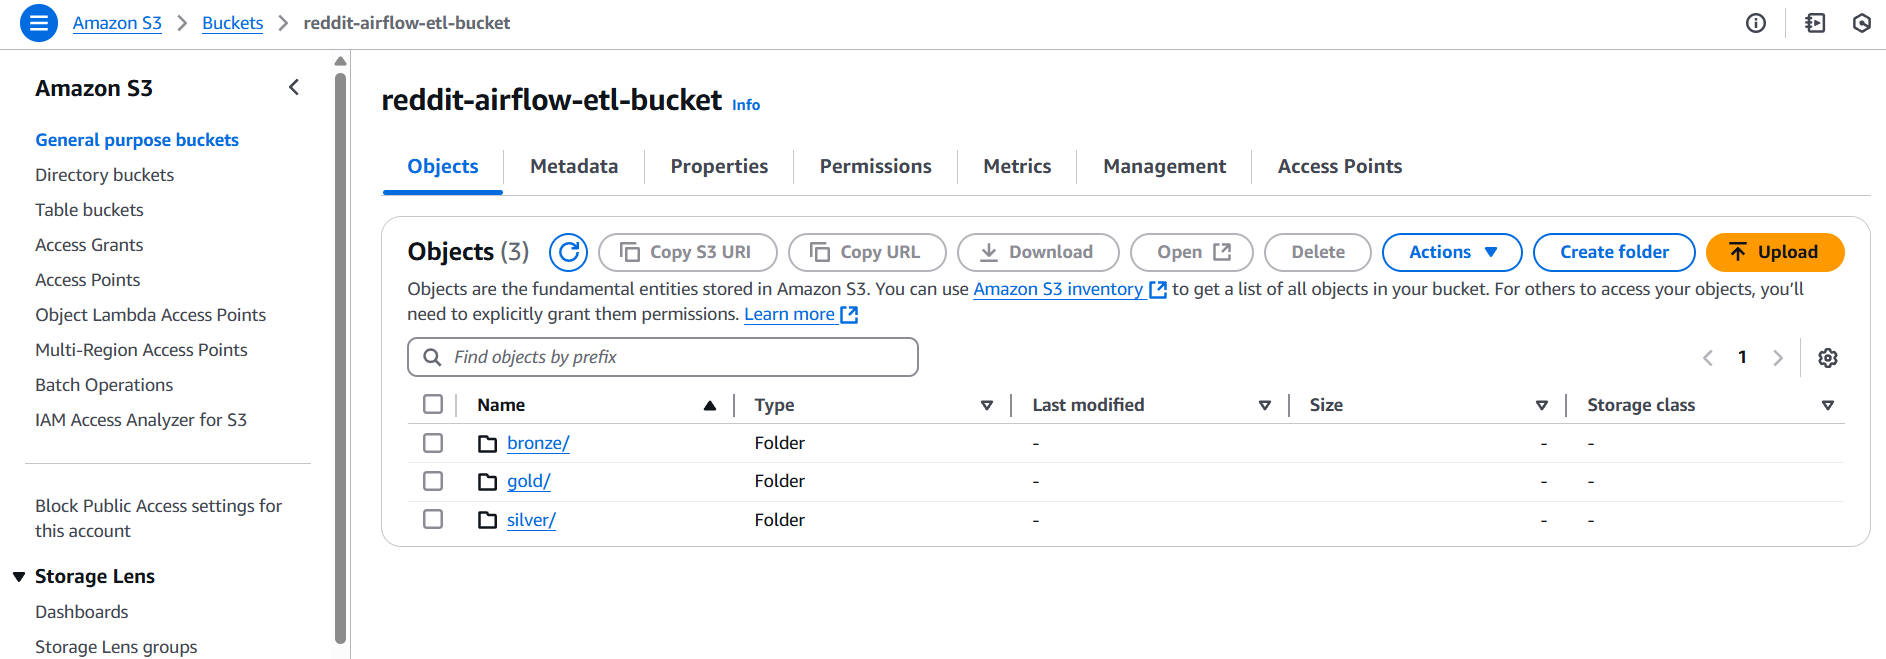 Amazon S3 > Buckets > reddit-airflow-etl-bucket
Amazon S3
General purpose buckets
Directory buckets
Table buckets
Access Grants
Access Points
Object Lambda Access Points
Multi-Region Access Points
Batch Operations
IAM Access Analyzer for S3
Block Public Access settings for
this account
Storage Lens
Dashboards
Storage Lens groups
reddit-airflow-etl-bucket Info
Objects Metadata Properties Permissions Metrics Management Access Points
Objects (3) Copy S3 URI Copy URL Download Open Delete Actions Create folder Upload
Objects are the fundamental entities stored in Amazon S3. You can use Amazon S3 inventory to get a list of all objects in your bucket. For others to access your objects, you’ll
need to explicitly grant them permissions. Learn more
Find objects by prefix
1
Name Type Last modified Size Storage class
bronze/ Folder - - -
gold/ Folder - - -
silver/ Folder - - -